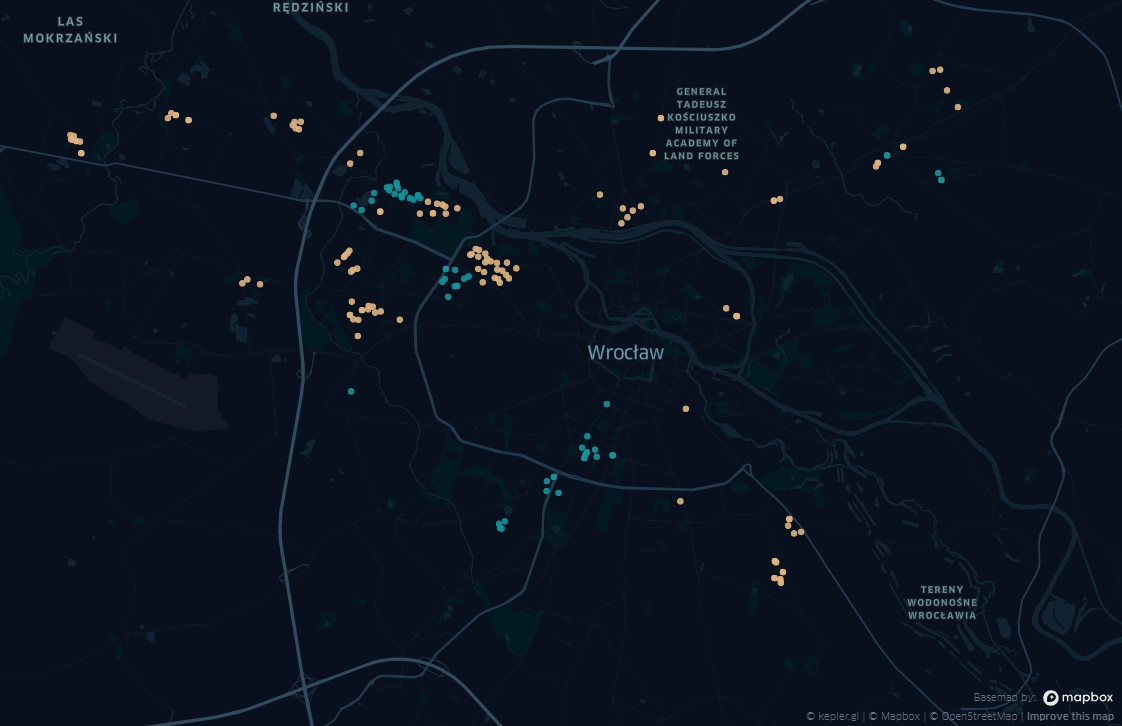 RĘDZIŃSKI
LAS
MOKRZAŃSKI
GENERAL
TADEUSZ
KOŚCIUSZKO
MILITARY
ACADEMY OF
LAND FORCES
Wrocław
TERENY
WODONOŚNE
WROCŁAWIA
Basemap by: mapbox
© kepler.gl | © Mapbox | © OpenStreetMap | Improve this map